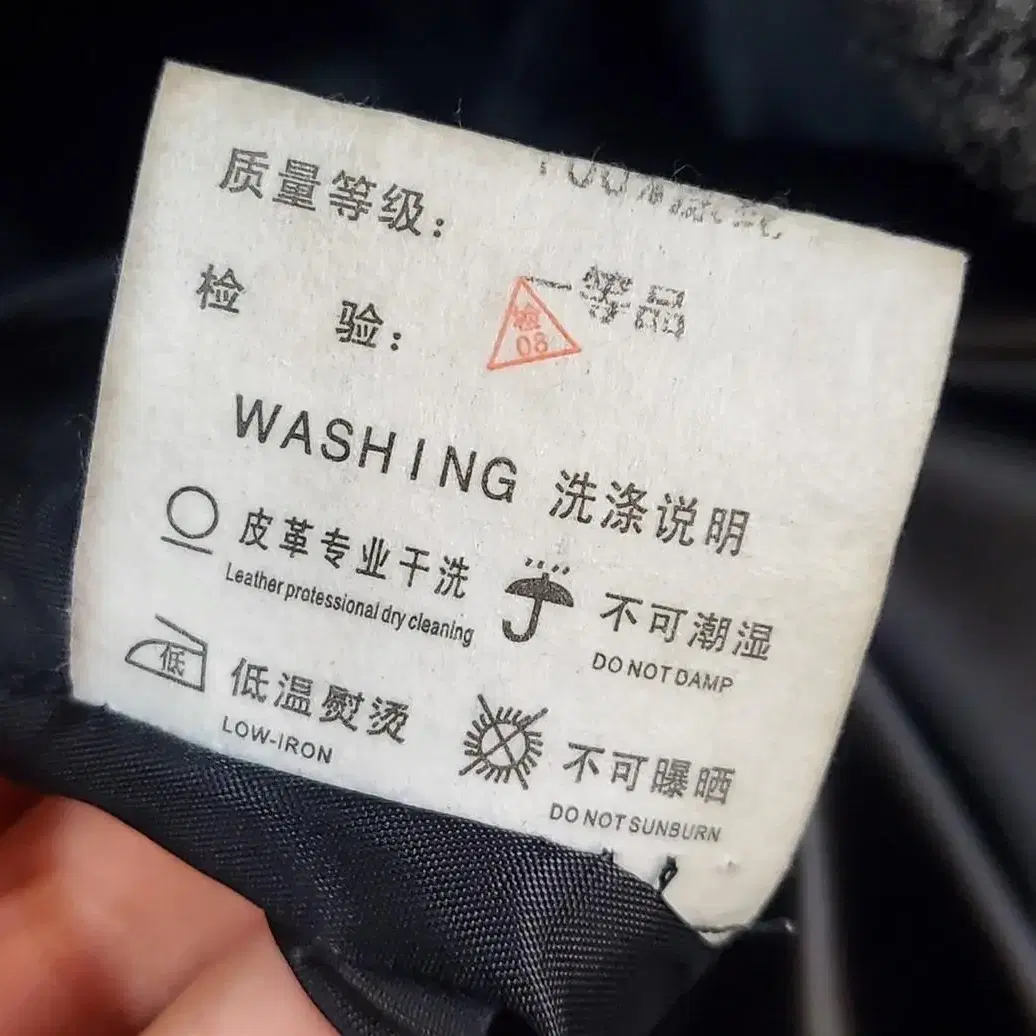 质量等级：
一等品
检 验：
检
08
WASHING 洗涤说明
皮革专业干洗
Leather protessional dry cleaning
不可潮湿
DO NOT DAMP
低
低温熨烫
LOW-IRON
不可曝晒
DO NOT SUNBURN